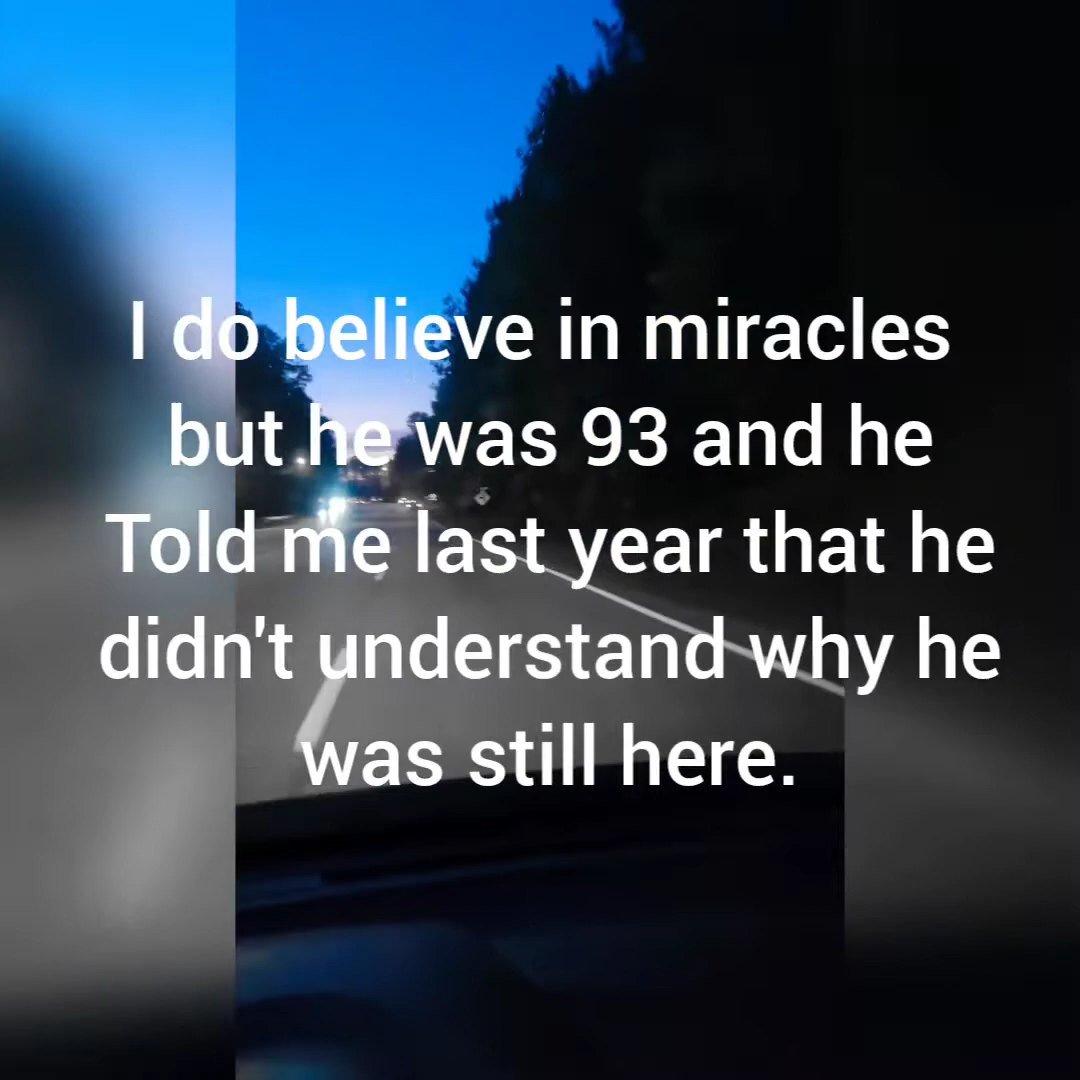 I do believe in miracles
but he was 93 and he
Told me last year that he
didn't understand why he
was still here.